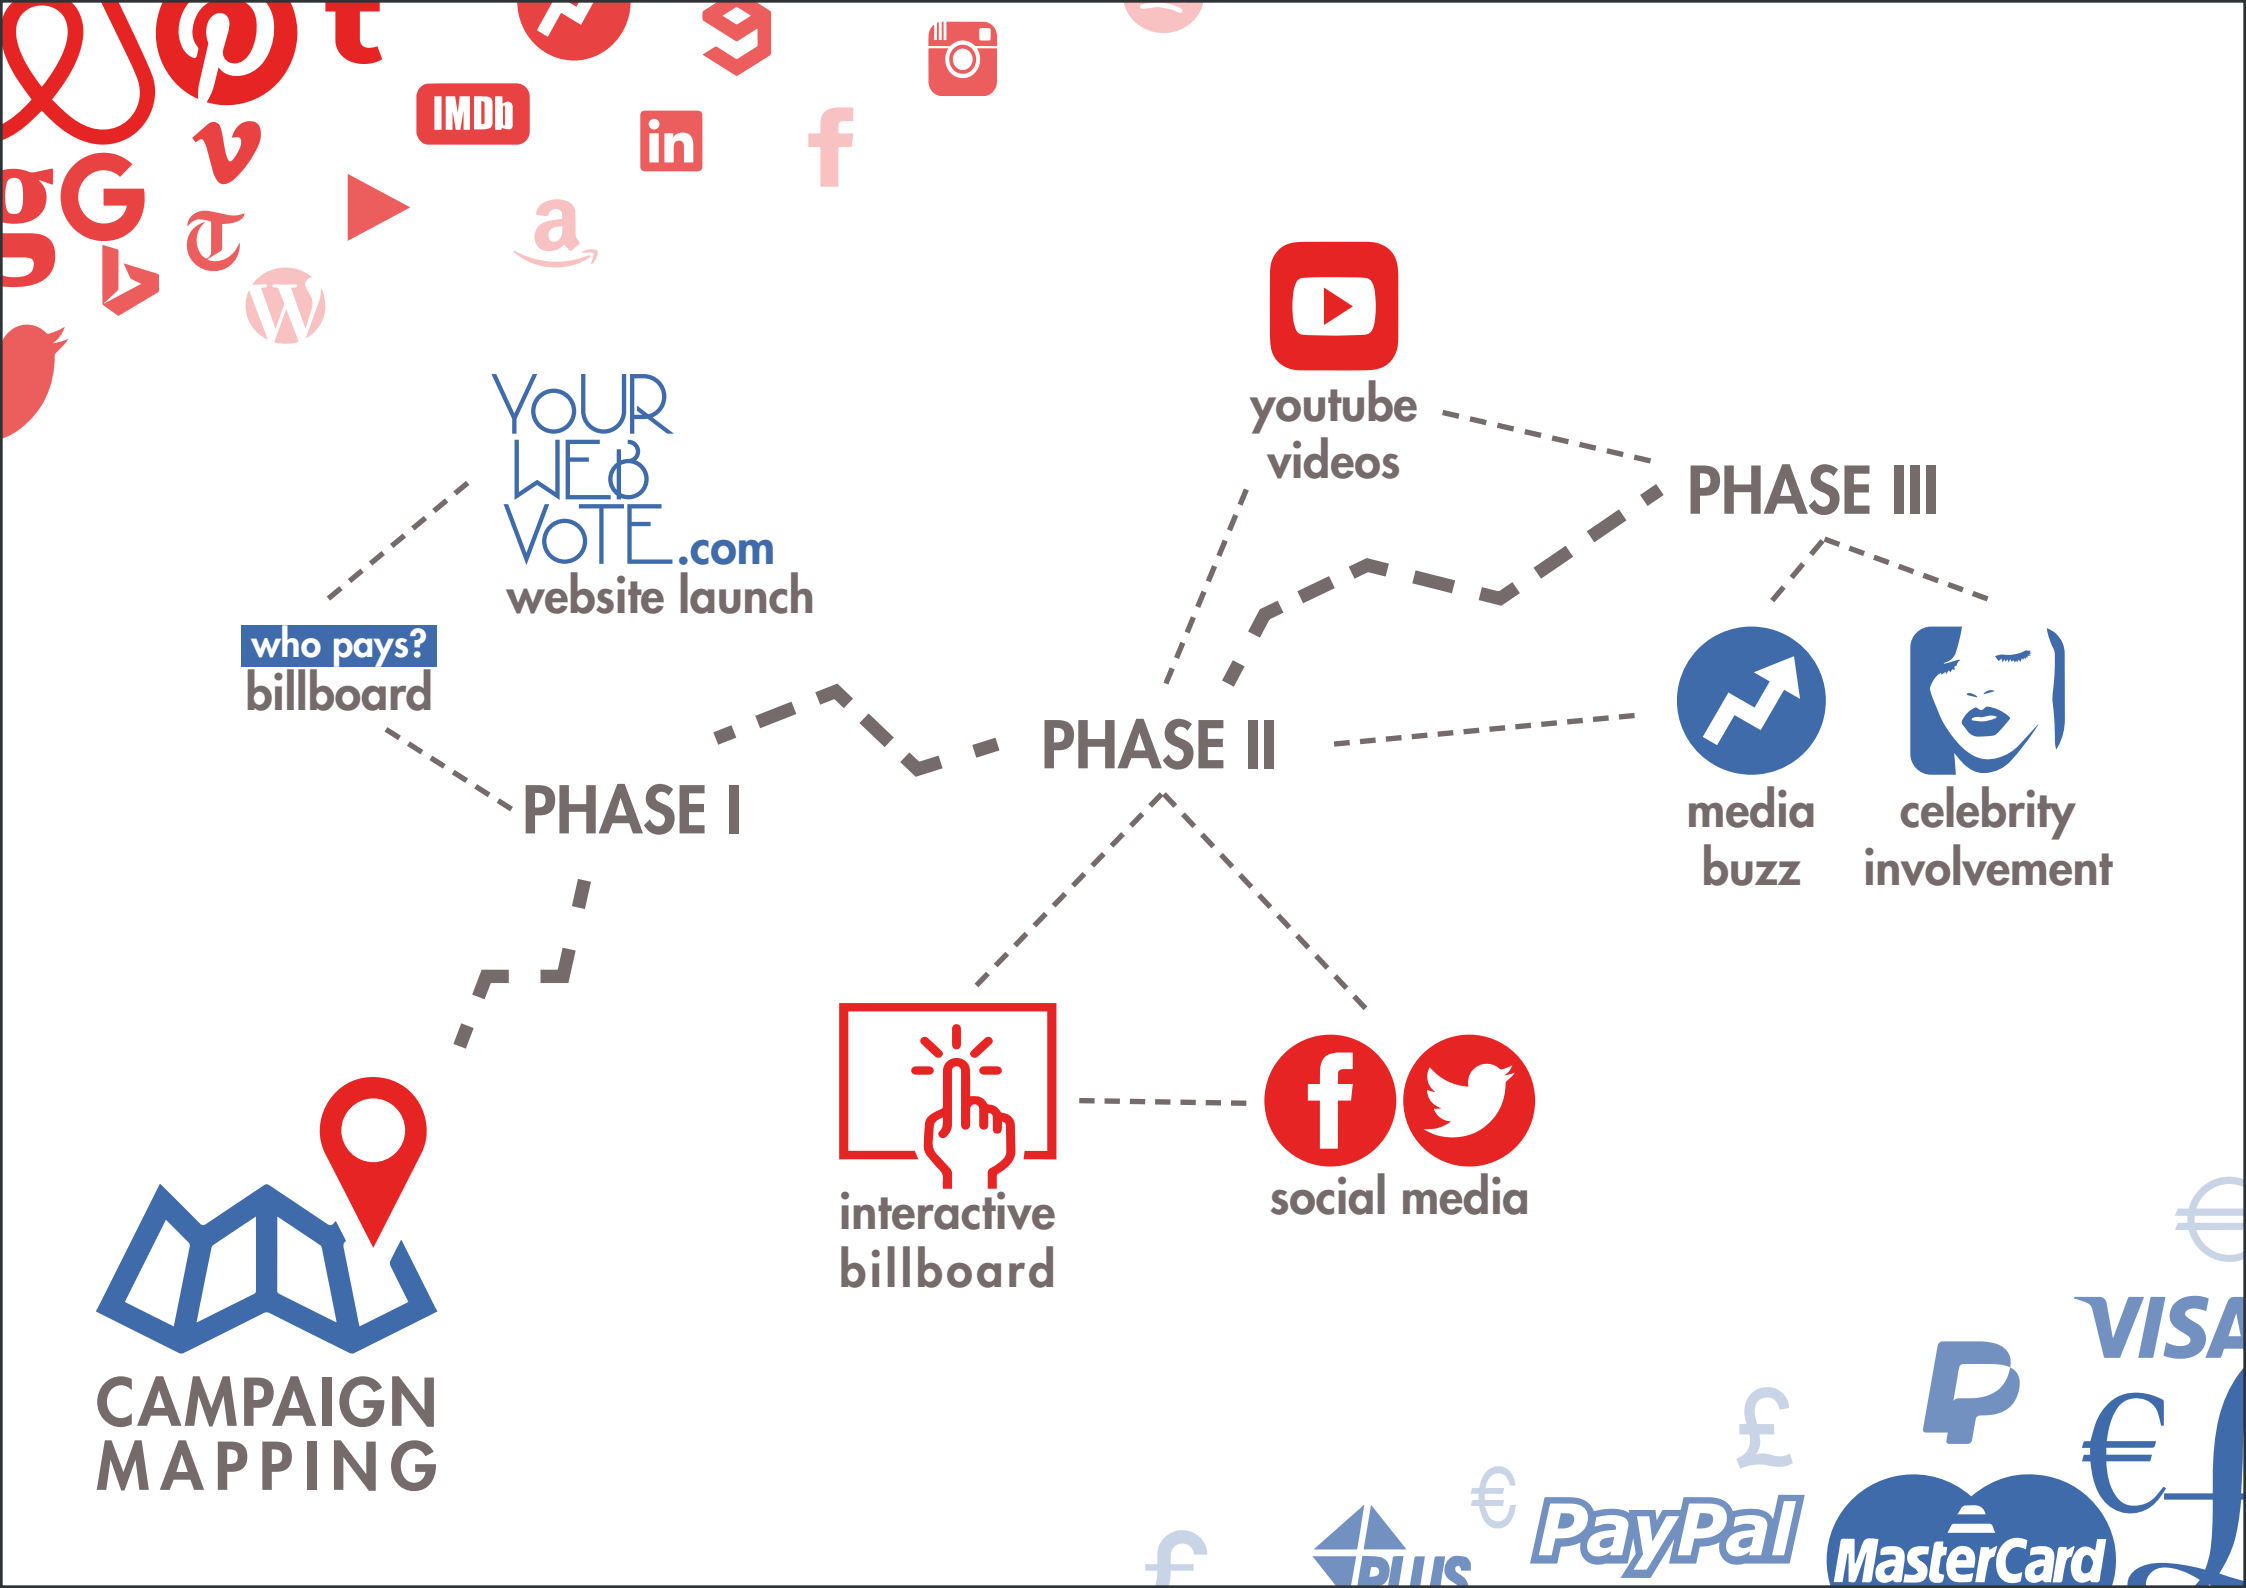 IMDb
in
YOUR
WEB
VOTE.com
website launch
who pays?
billboard
youtube
videos
PHASE III
PHASE II
PHASE I
media
buzz
celebrity
involvement
interactive
billboard
social media
CAMPAIGN
MAPPING
VISA
PayPal
PLUS
MasterCard